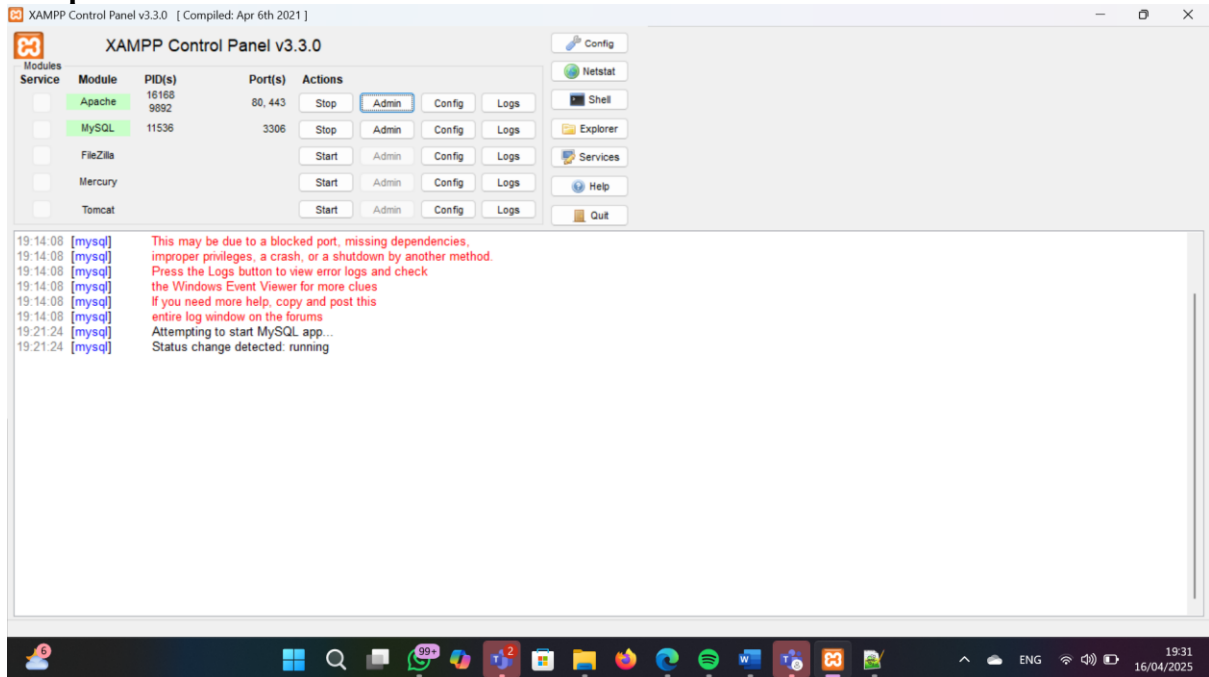 XAMPP Control Panel v3.3.0 [ Compiled: Apr 6th 2021 ]
XAMPP Control Panel v3.3.0
Config
Modules
Service Module PID(s) Port(s) Actions
Netstat
Apache 16168 9892 80, 443 Stop Admin Config Logs
Shell
MySQL 11536 3306 Stop Admin Config Logs
Explorer
FileZilla Start Admin Config Logs
Services
Mercury Start Admin Config Logs
Help
Tomcat Start Admin Config Logs
Quit
19:14:08 [mysql] This may be due to a blocked port, missing dependencies,
19:14:08 [mysql] improper privileges, a crash, or a shutdown by another method.
19:14:08 [mysql] Press the Logs button to view error logs and check
19:14:08 [mysql] the Windows Event Viewer for more clues
19:14:08 [mysql] If you need more help, copy and post this
19:14:08 [mysql] entire log window on the forums
19:21:24 [mysql] Attempting to start MySQL app...
19:21:24 [mysql] Status change detected: running
6
99+
2
ENG
19:31
16/04/2025